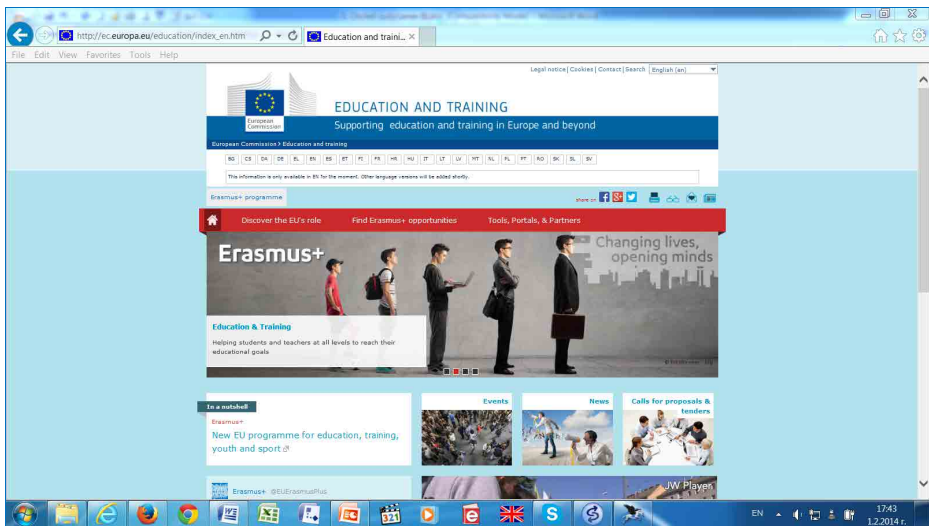 http://ec.europa.eu/education/index_en.htm
Education and traini...
File Edit View Favorites Tools Help
Legal notice | Cookies | Contact | Search English (en)
European
Commission
EDUCATION AND TRAINING
Supporting education and training in Europe and beyond
European Commission > Education and training
BG CS DA DE EL EN ES ET FI FR HR HU IT LT LV MT NL PL PT RO SK SL SV
This information is only available in EN for the moment. Other language versions will be added shortly.
Erasmus+ programme
share on
Discover the EU's role Find Erasmus+ opportunities Tools, Portals, & Partners
Erasmus+
Changing lives,
opening minds
Education & Training
Helping students and teachers at all levels to reach their
educational goals
In a nutshell
Erasmus+
New EU programme for education, training,
youth and sport
Events
News
Calls for proposals &
tenders
Erasmus+ @EUErasmusPlus
JW Player
EN
17:43
1.2.2014 г.